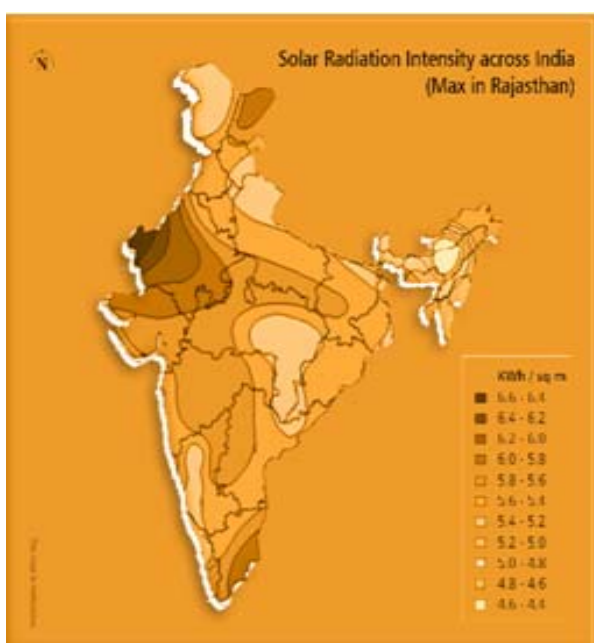 N
Solar Radiation Intensity across India
(Max in Rajasthan)
KWh / sq m
6.6 - 6.4
6.4 - 6.2
6.2 - 6.0
6.0 - 5.8
5.8 - 5.6
5.6 - 5.4
5.4 - 5.2
5.2 - 5.0
5.0 - 4.8
4.8 - 4.6
4.6 - 4.4